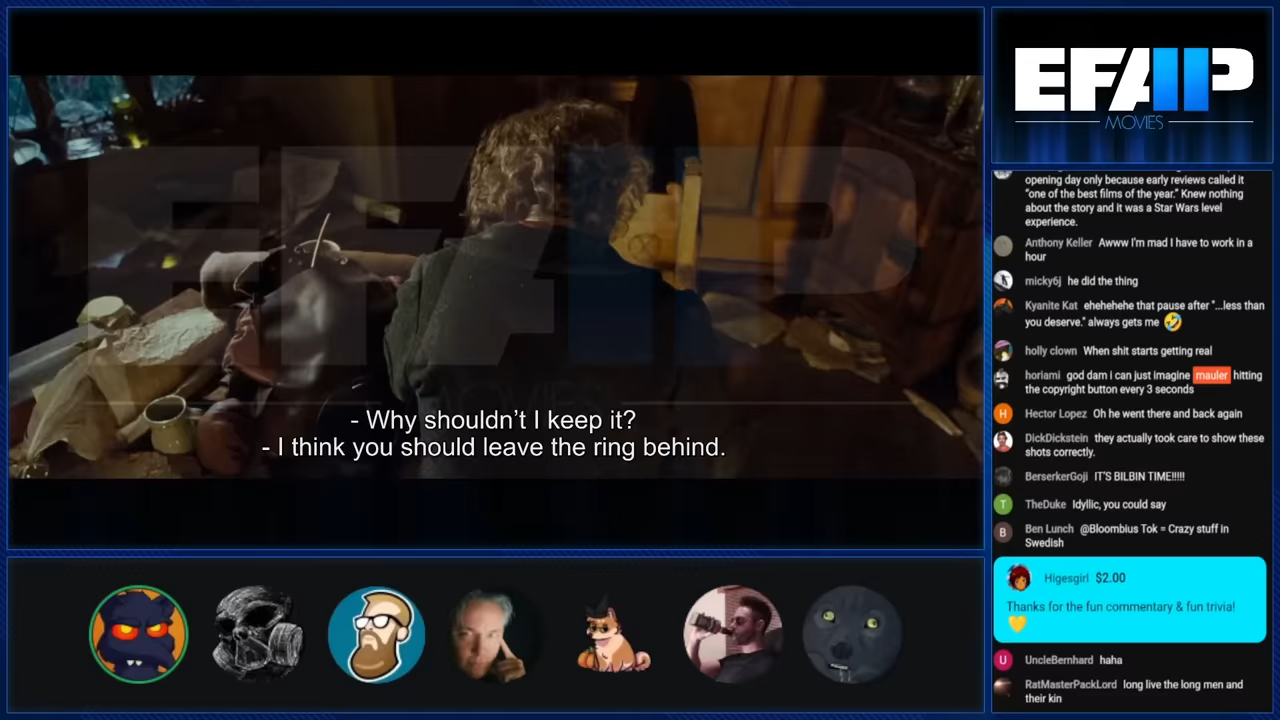 EFAP
MOVIES
- Why shouldn't I keep it?
- I think you should leave the ring behind.
EFAP
MOVIES
opening day only because early reviews called it
"one of the best films of the year." Knew nothing
about the story and it was a Star Wars level
experience.
Anthony Keller Awww I'm mad I have to work in a
hour
micky6j he did the thing
Kyanite Kat ehehehehe that pause after "...less than
you deserve." always gets me 🤣
holly clown When shit starts getting real
horiami god dam i can just imagine mauler hitting
the copyright button every 3 seconds
H Hector Lopez Oh he went there and back again
DickDickstein they actually took care to show these
shots correctly.
BerserkerGoji IT'S BILBIN TIME!!!!!
T TheDuke Idyllic, you could say
B Ben Lunch @Bloombius Tok = Crazy stuff in
Swedish
Higesgirl $2.00
Thanks for the fun commentary & fun trivia!
💛
U UncleBernhard haha
RatMasterPackLord long live the long men and
their kin